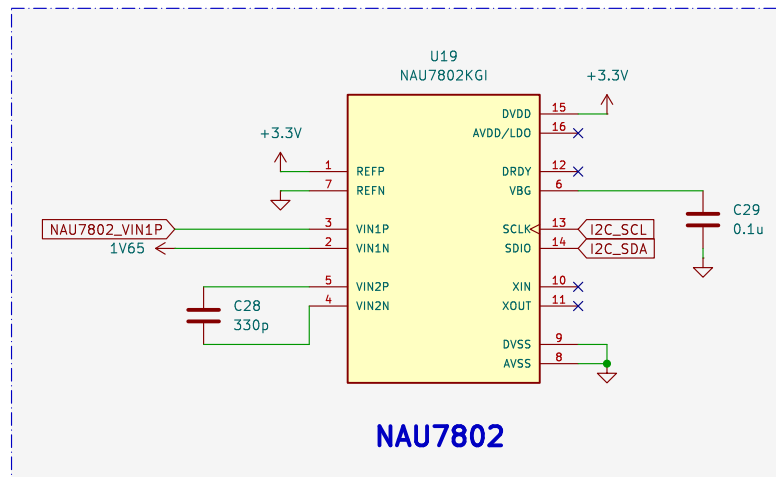 U19
NAU7802KGI
+3.3V
+3.3V
1 REFP
7 REFN
NAU7802_VIN1P 3 VIN1P
1V65 2 VIN1N
5 VIN2P
4 VIN2N
C28
330p
DVDD 15
AVDD/LDO 16
DRDY 12
VBG 6
SCLK 13 I2C_SCL
SDIO 14 I2C_SDA
XIN 10
XOUT 11
DVSS 9
AVSS 8
C29
0.1u
NAU7802